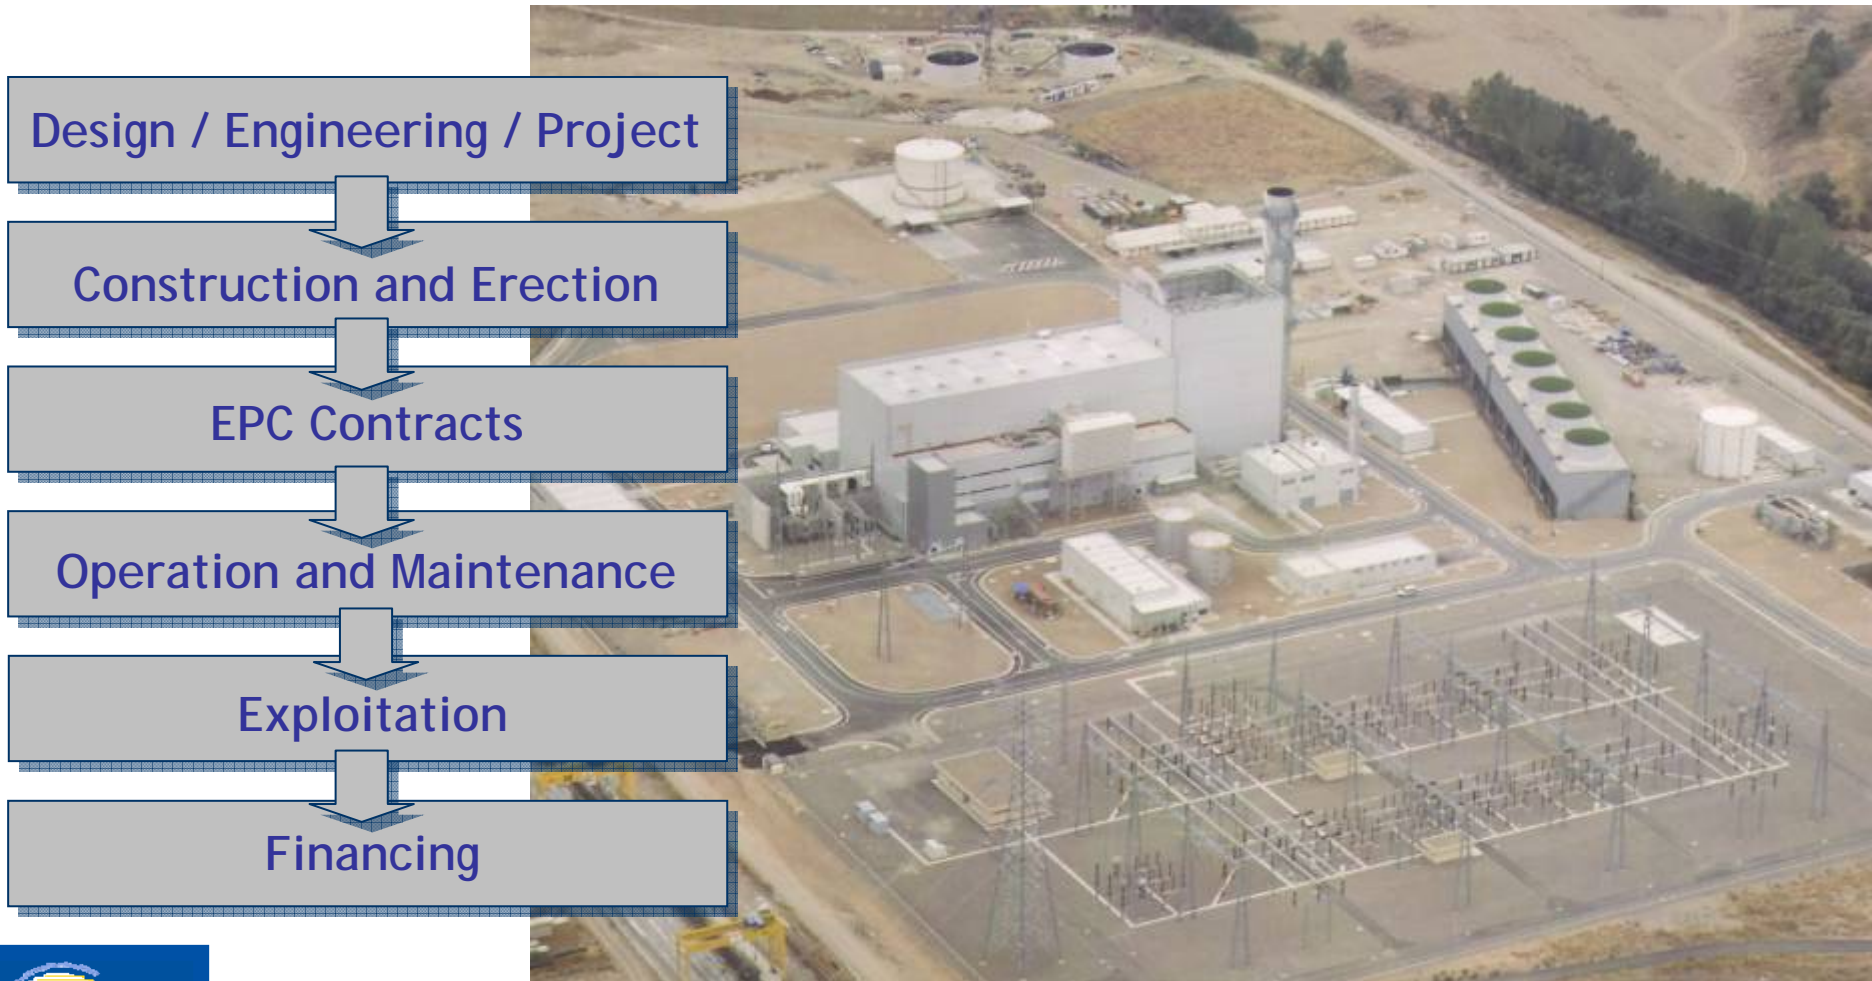 Design / Engineering / Project
Construction and Erection
EPC Contracts
Operation and Maintenance
Exploitation
Financing